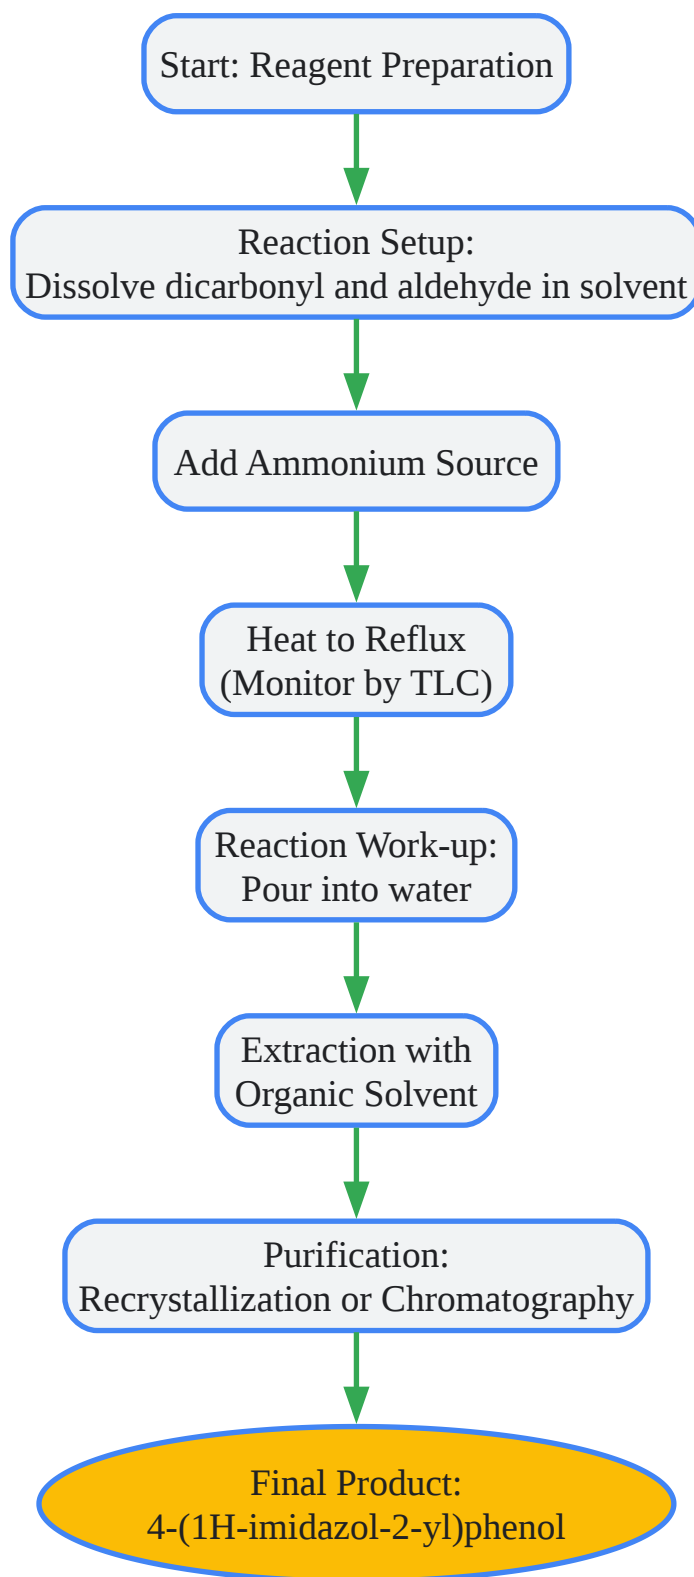 Start: Reagent Preparation
Reaction Setup:
Dissolve dicarbonyl and aldehyde in solvent
Add Ammonium Source
Heat to Reflux
(Monitor by TLC)
Reaction Work-up:
Pour into water
Extraction with
Organic Solvent
Purification:
Recrystallization or Chromatography
Final Product:
4-(1H-imidazol-2-yl)phenol